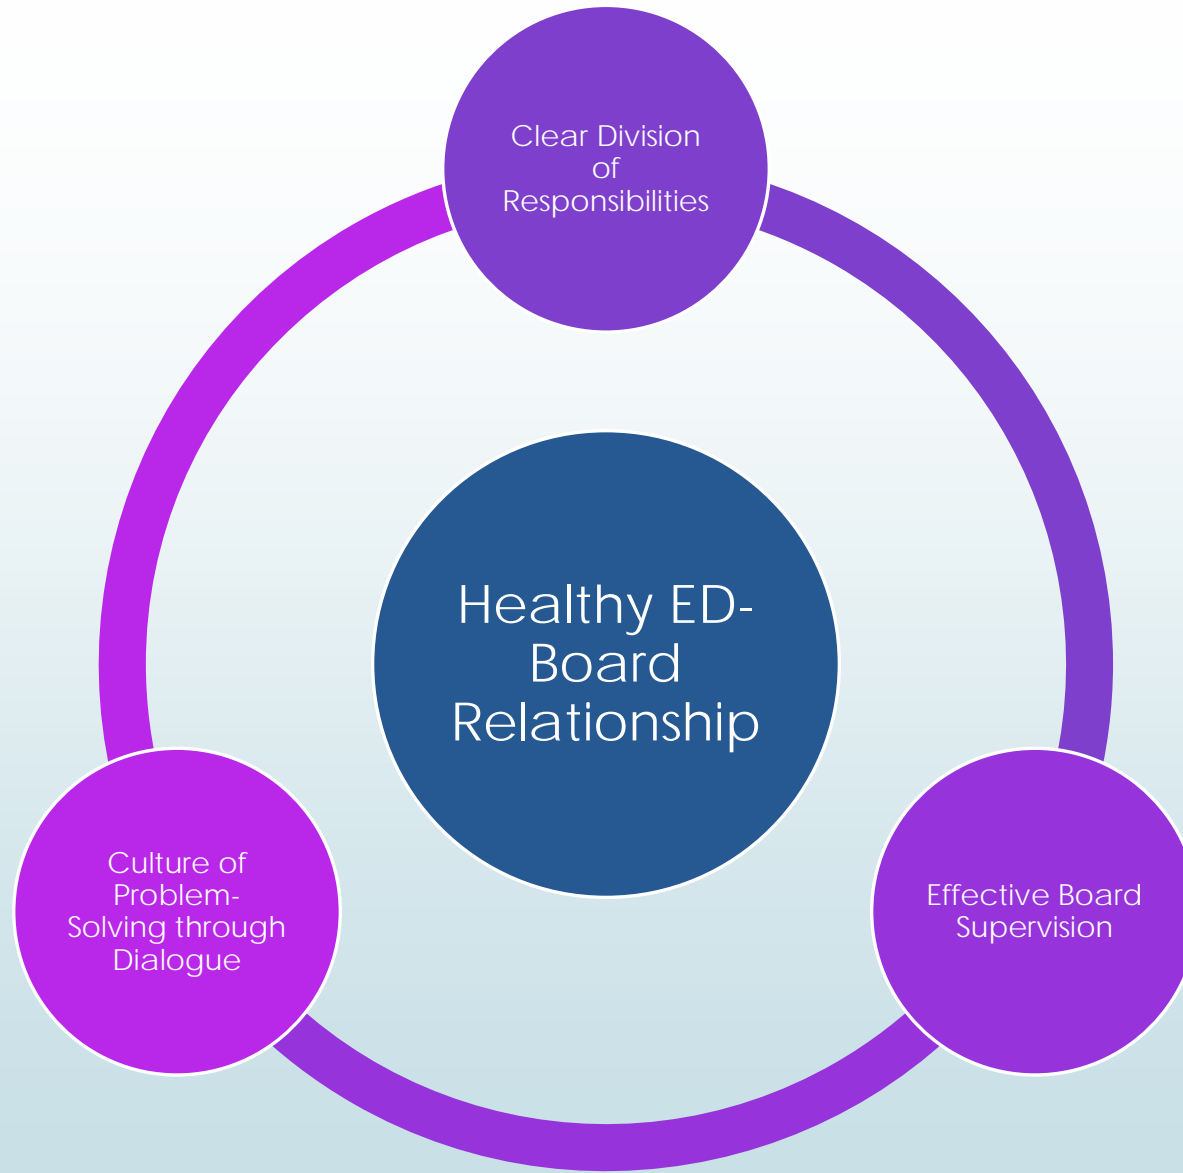 Clear Division
of
Responsibilities
Healthy ED-
Board
Relationship
Culture of
Problem-
Solving through
Dialogue
Effective Board
Supervision